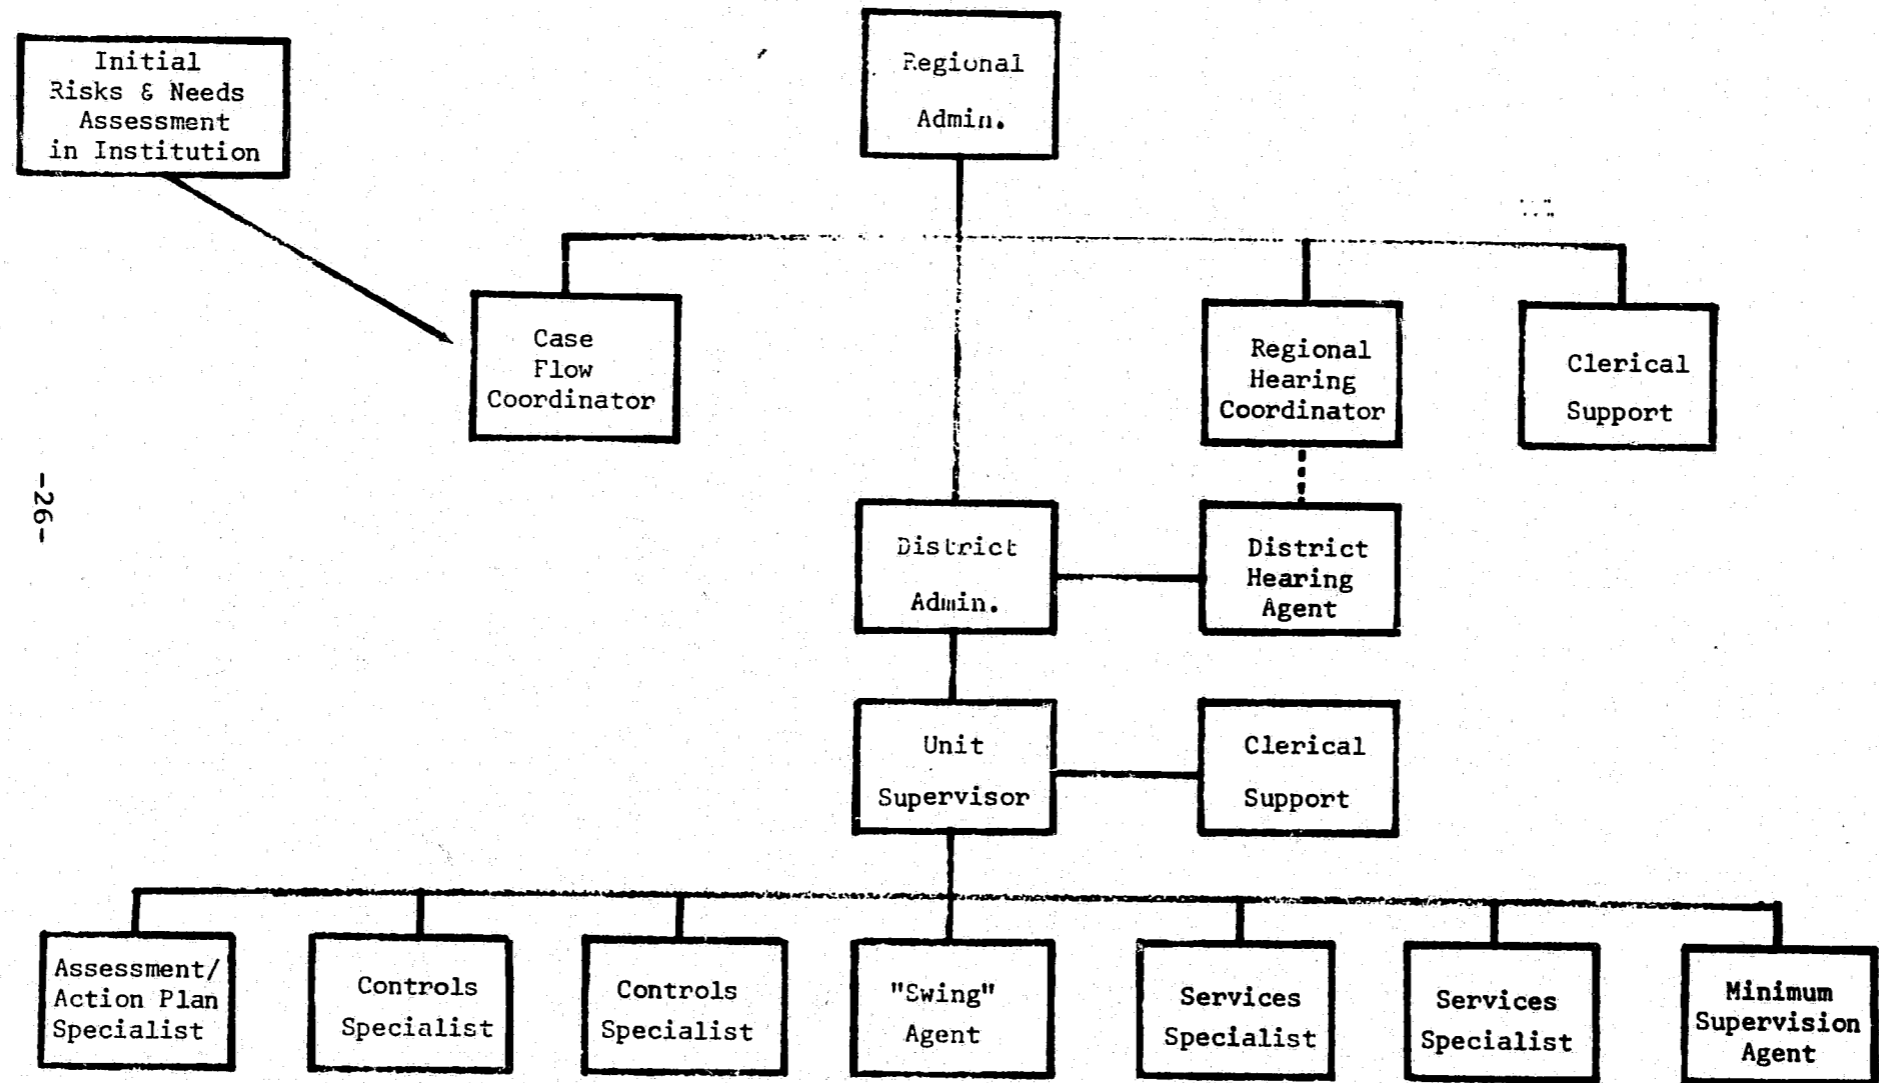 Initial
Risks & Needs
Assessment
in Institution
Regional
Admin.
Case
Flow
Coordinator
Regional
Hearing
Coordinator
Clerical
Support
-26-
District
Admin.
District
Hearing
Agent
Unit
Supervisor
Clerical
Support
Assessment/
Action Plan
Specialist
Controls
Specialist
Controls
Specialist
"Swing"
Agent
Services
Specialist
Services
Specialist
Minimum
Supervision
Agent